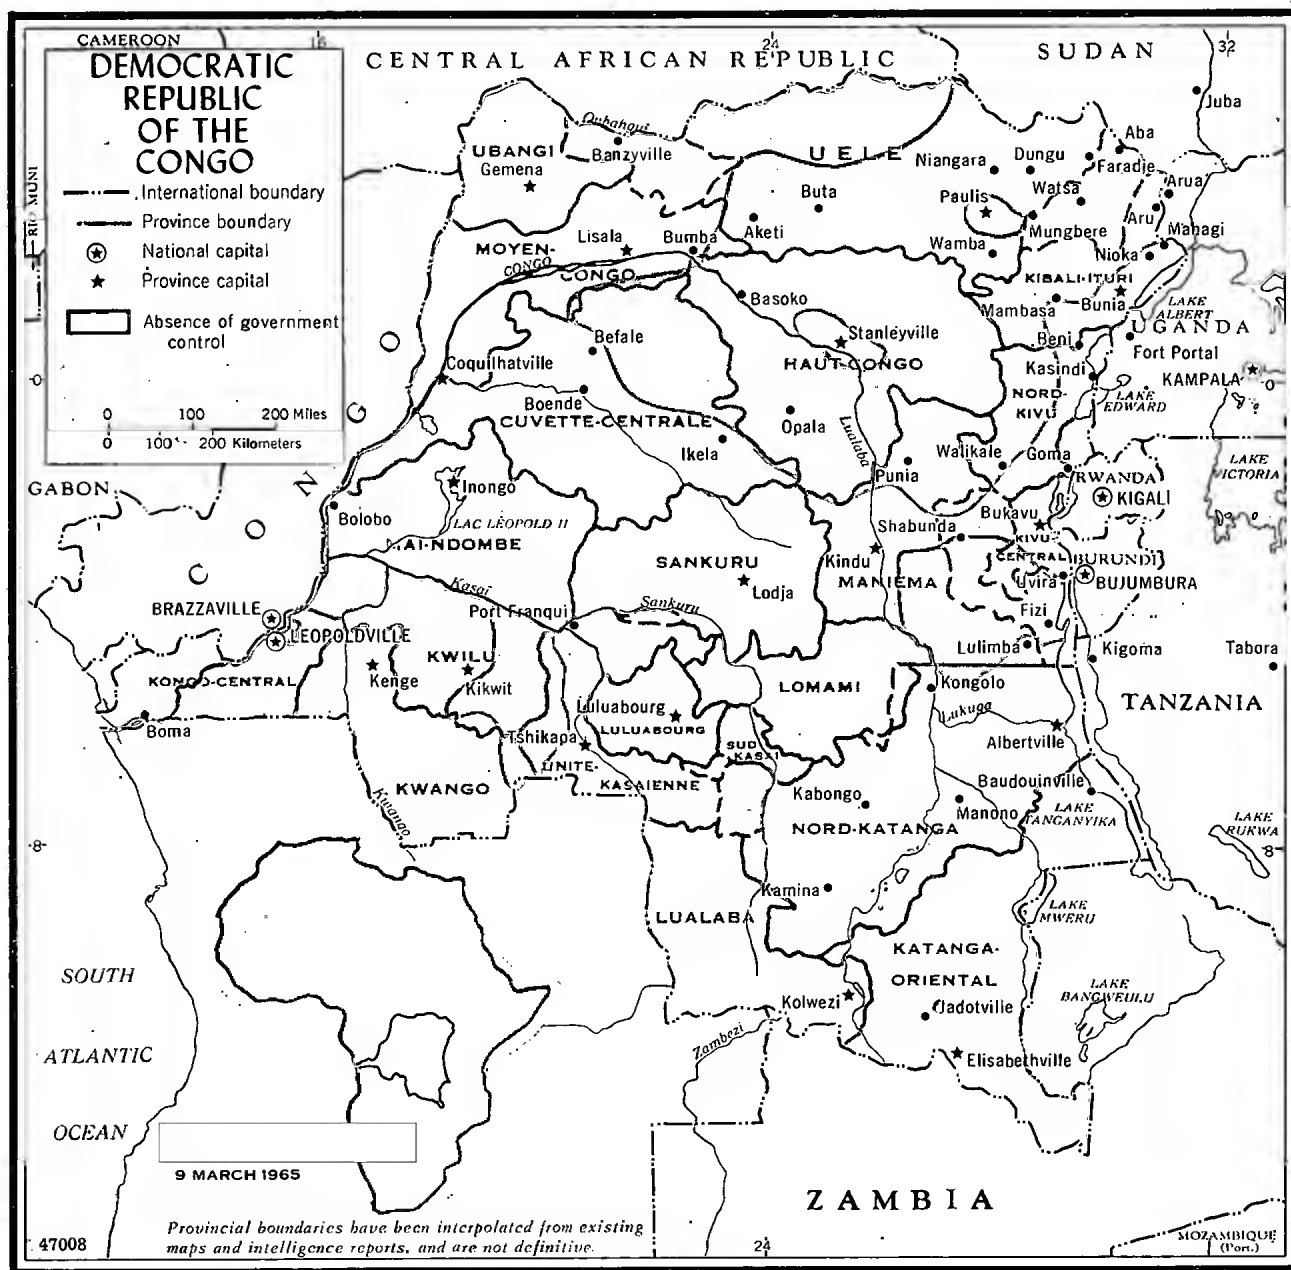 CAMEROON
16
24
32
CENTRAL AFRICAN REPUBLIC
SUDAN
DEMOCRATIC
REPUBLIC
OF THE
CONGO
International boundary
Province boundary
National capital
Province capital
Absence of government
control
0 100 200 Miles
0 100 200 Kilometers
RIO MUNI
Juba
Oubangui
UBANGI
Gemena
Banzyville
UELE
Niangara
Dungu
Aba
Faradje
Watsa
Arua
Buta
Paulis
Aru
Aketi
Mungbere
Mahagi
Lisala
Bumba
Wamba
Nioka
MOYEN-
CONGO
CONGO
KIBALI-ITURI
Basoko
Mambasa
Bunia
LAKE
ALBERT
UGANDA
Befale
Stanleyville
Beni
Fort Portal
Coquilhatville
HAUT-CONGO
Kasindi
KAMPALA
0
0
Boende
NORD-
KIVU
LAKE
EDWARD
CUVETTE-CENTRALE
Opala
Lualaba
Ikela
Walikale
Goma
Punia
LAKE
VICTORIA
GABON
C
O
N
G
O
Inongo
RWANDA
KIGALI
Bolobo
LAC LÉOPOLD II
Shabunda
Bukavu
MAI-NDOMBE
KIVU-
CENTRAL
BURUNDI
SANKURU
Kindu
MANIEMA
Uvira
BUJUMBURA
Kasai
Lodja
BRAZZAVILLE
Port Franqui
Sankuru
Fizi
LEOPOLDVILLE
KWILU
Lulimba
Kigoma
Tabora
KONGO-CENTRAL
Kenge
Kikwit
LOMAMI
Kongolo
Luluabourg
Lukuga
TANZANIA
Boma
Tshikapa
LULUABOURG
SUD
KASAI
Albertville
UNITE-
KASAIENNE
KWANGO
Kabongo
Baudouinville
Kwango
Manono
LAKE
TANGANYIKA
NORD-KATANGA
LAKE
RUKWA
8
8
Kamina
LUALABA
LAKE
MWERU
KATANGA-
ORIENTAL
SOUTH
LAKE
BANGWEULU
Kolwezi
Jadotville
ATLANTIC
Zambezi
Elisabethville
OCEAN
9 MARCH 1965
ZAMBIA
Provincial boundaries have been interpolated from existing
maps and intelligence reports, and are not definitive.
47008
24
MOZAMBIQUE
(Port.)